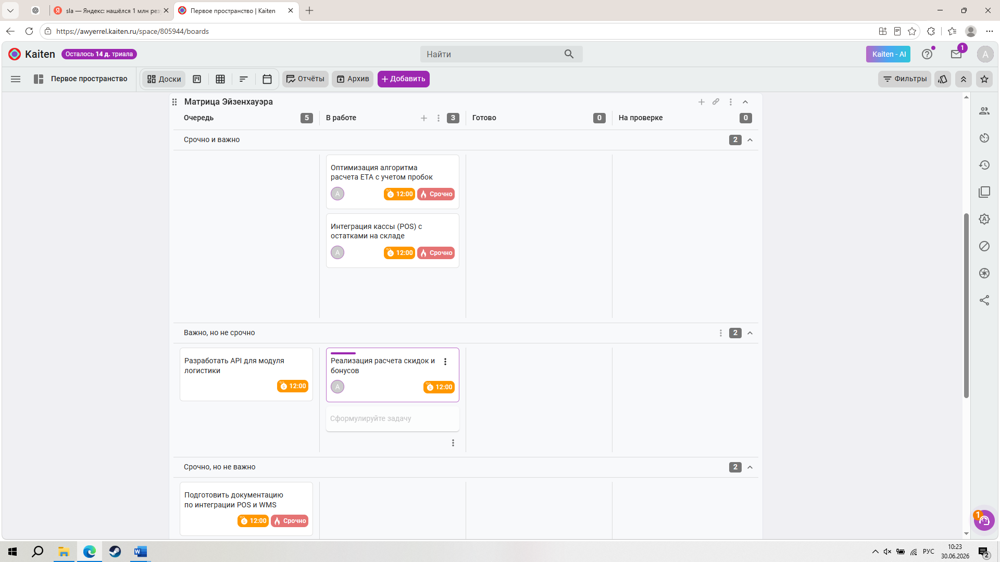 sla — Яндекс: нашёлся 1 млн рез
Первое пространство | Kaiten
https://awyerrel.kaiten.ru/space/805944/boards
Kaiten
Осталось 14 д. триала
Найти
Kaiten - AI
1
A
Первое пространство
Доски
Отчёты
Архив
Добавить
Фильтры
Матрица Эйзенхауэра
Очередь
5
В работе
3
Готово
0
На проверке
0
Срочно и важно
2
Оптимизация алгоритма
расчета ETA с учетом пробок
A
12:00
Срочно
Интеграция кассы (POS) с
остатками на складе
A
12:00
Срочно
Важно, но не срочно
2
Разработать API для модуля
логистики
12:00
Реализация расчета скидок и
бонусов
A
12:00
Сформулируйте задачу
Срочно, но не важно
2
Подготовить документацию
по интеграции POS и WMS
12:00
Срочно
1
РУС
10:23
30.06.2026
2